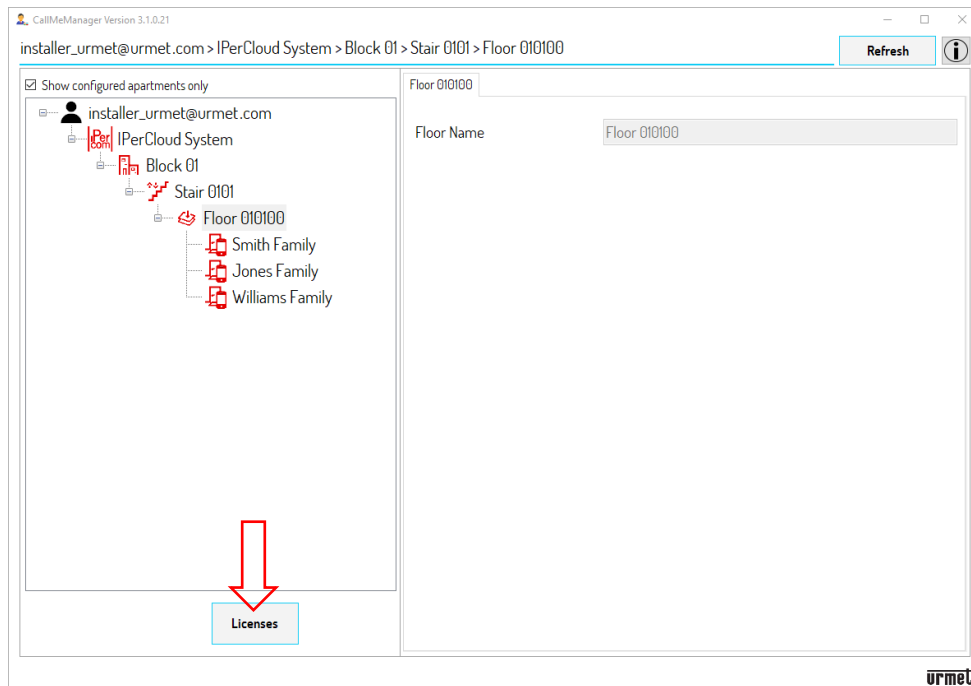 CallMeManager Version 3.1.0.21
installer_urmet@urmet.com > IPerCloud System > Block 01 > Stair 0101 > Floor 010100
Refresh
Show configured apartments only
installer_urmet@urmet.com
IPer
com
IPerCloud System
Block 01
Stair 0101
Floor 010100
Smith Family
Jones Family
Williams Family
Licenses
Floor 010100
Floor Name
Floor 010100
urmet